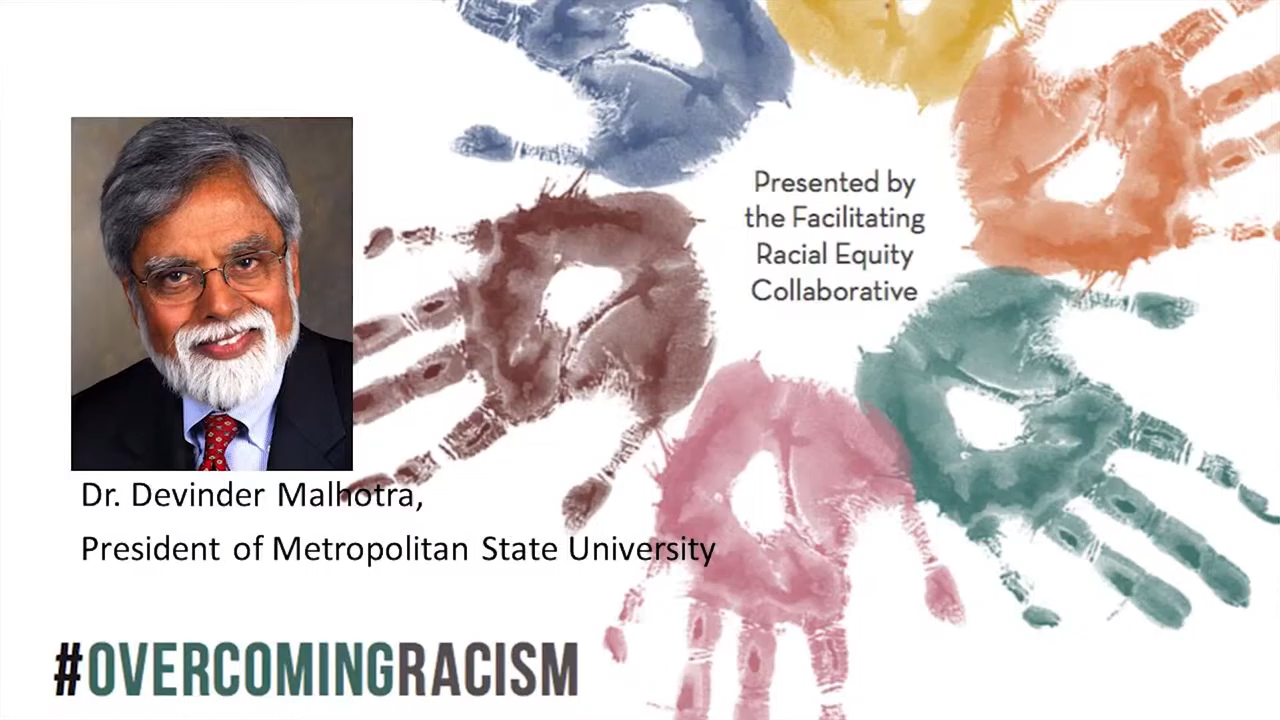 Presented by
the Facilitating
Racial Equity
Collaborative
Dr. Devinder Malhotra,
President of Metropolitan State University
#OVERCOMINGRACISM